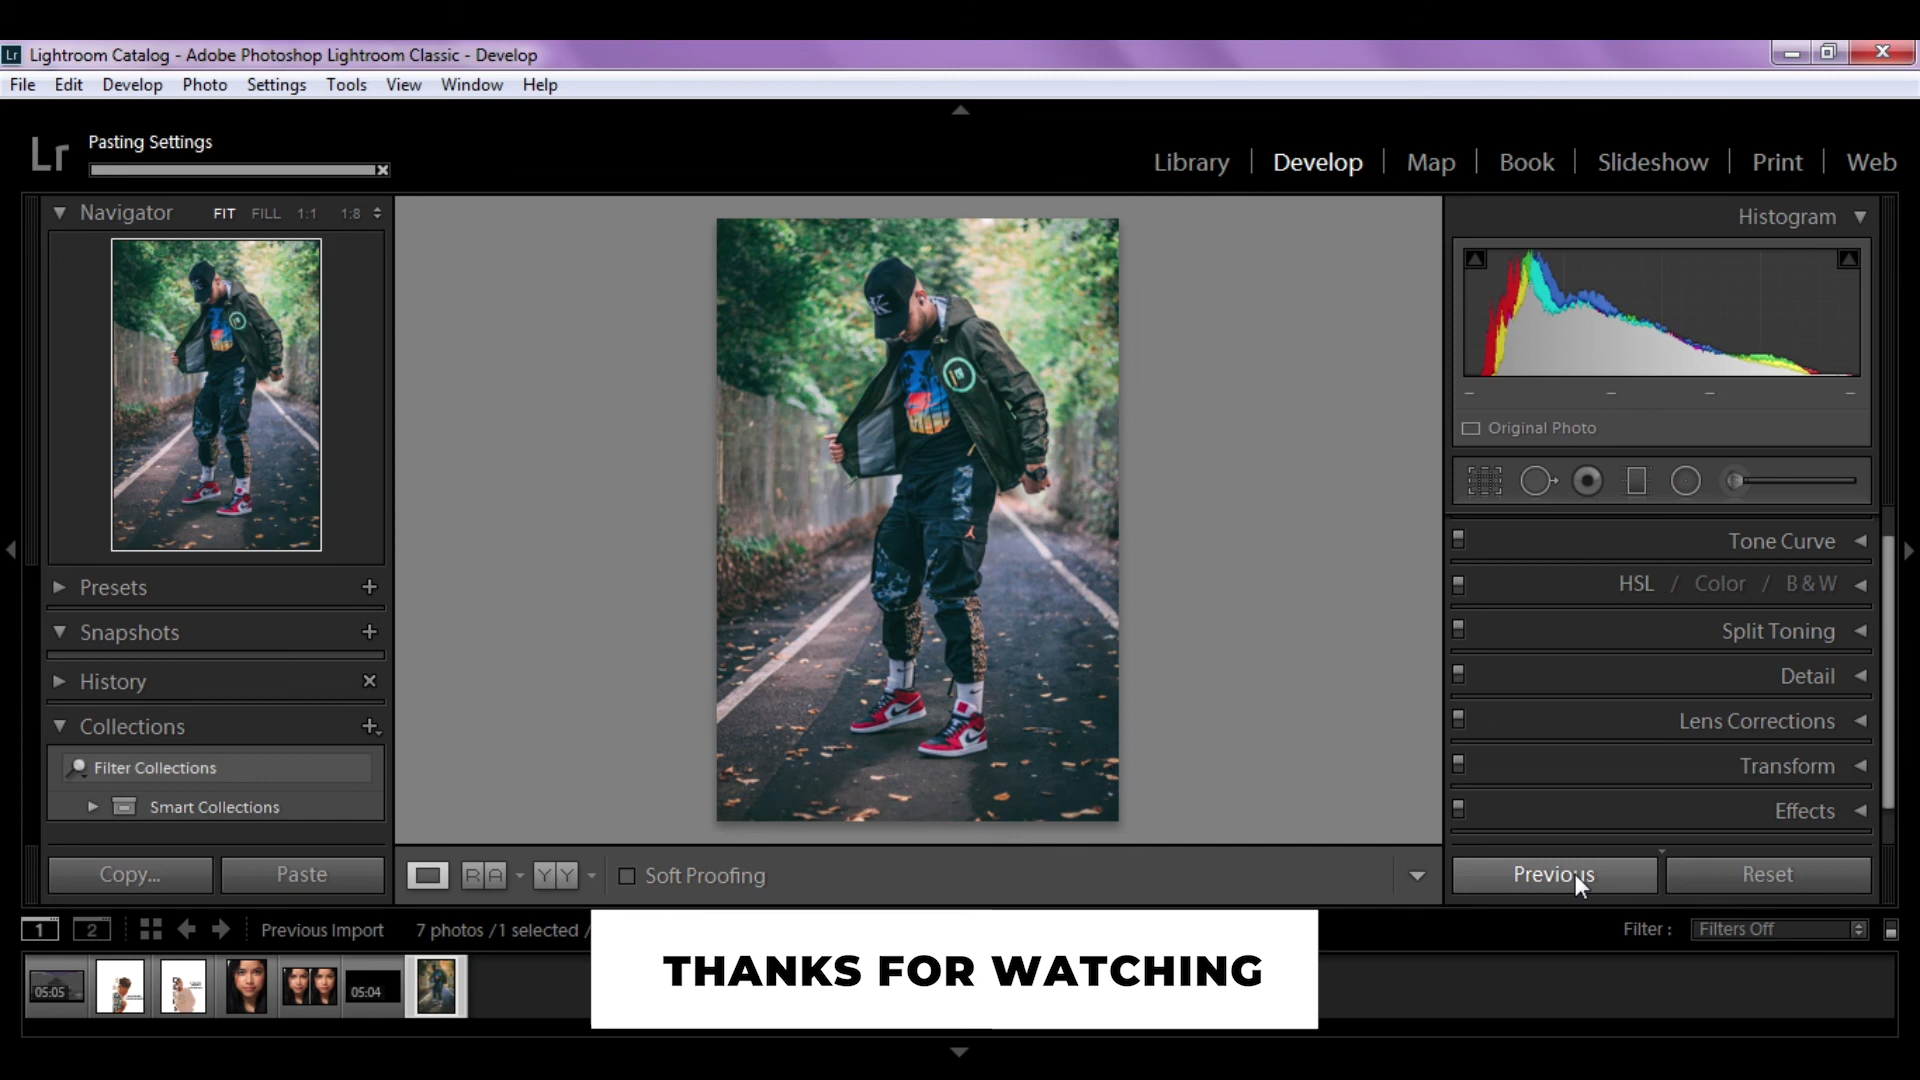 Lr Lightroom Catalog - Adobe Photoshop Lightroom Classic - Develop
File Edit Develop Photo Settings Tools View Window Help
Lr Pasting Settings
Library | Develop | Map | Book | Slideshow | Print | Web
Navigator FIT FILL 1:1 1:8
Histogram
Original Photo
Presets +
Snapshots +
History ×
Collections +
Filter Collections
Smart Collections
Tone Curve
HSL / Color / B & W
Split Toning
Detail
Lens Corrections
Transform
Effects
Copy... Paste
R A Y Y Soft Proofing
Previous Reset
1 2 Previous Import 7 photos / 1 selected /
Filter : Filters Off
05:05 05:04
THANKS FOR WATCHING